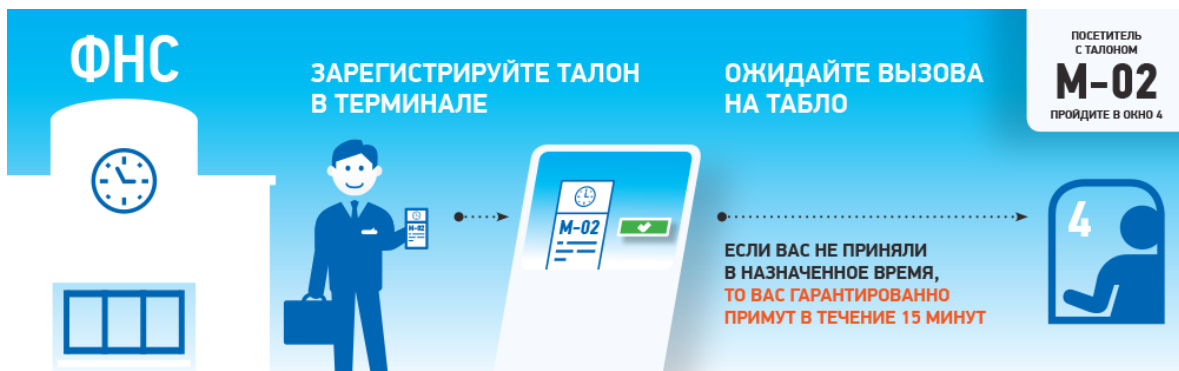 ФНС
ЗАРЕГИСТРИРУЙТЕ ТАЛОН
В ТЕРМИНАЛЕ
М-02
М-02
ОЖИДАЙТЕ ВЫЗОВА
НА ТАБЛО
ЕСЛИ ВАС НЕ ПРИНЯЛИ
В НАЗНАЧЕННОЕ ВРЕМЯ,
ТО ВАС ГАРАНТИРОВАННО
ПРИМУТ В ТЕЧЕНИЕ 15 МИНУТ
ПОСЕТИТЕЛЬ
С ТАЛОНОМ
М-02
ПРОЙДИТЕ В ОКНО 4
4